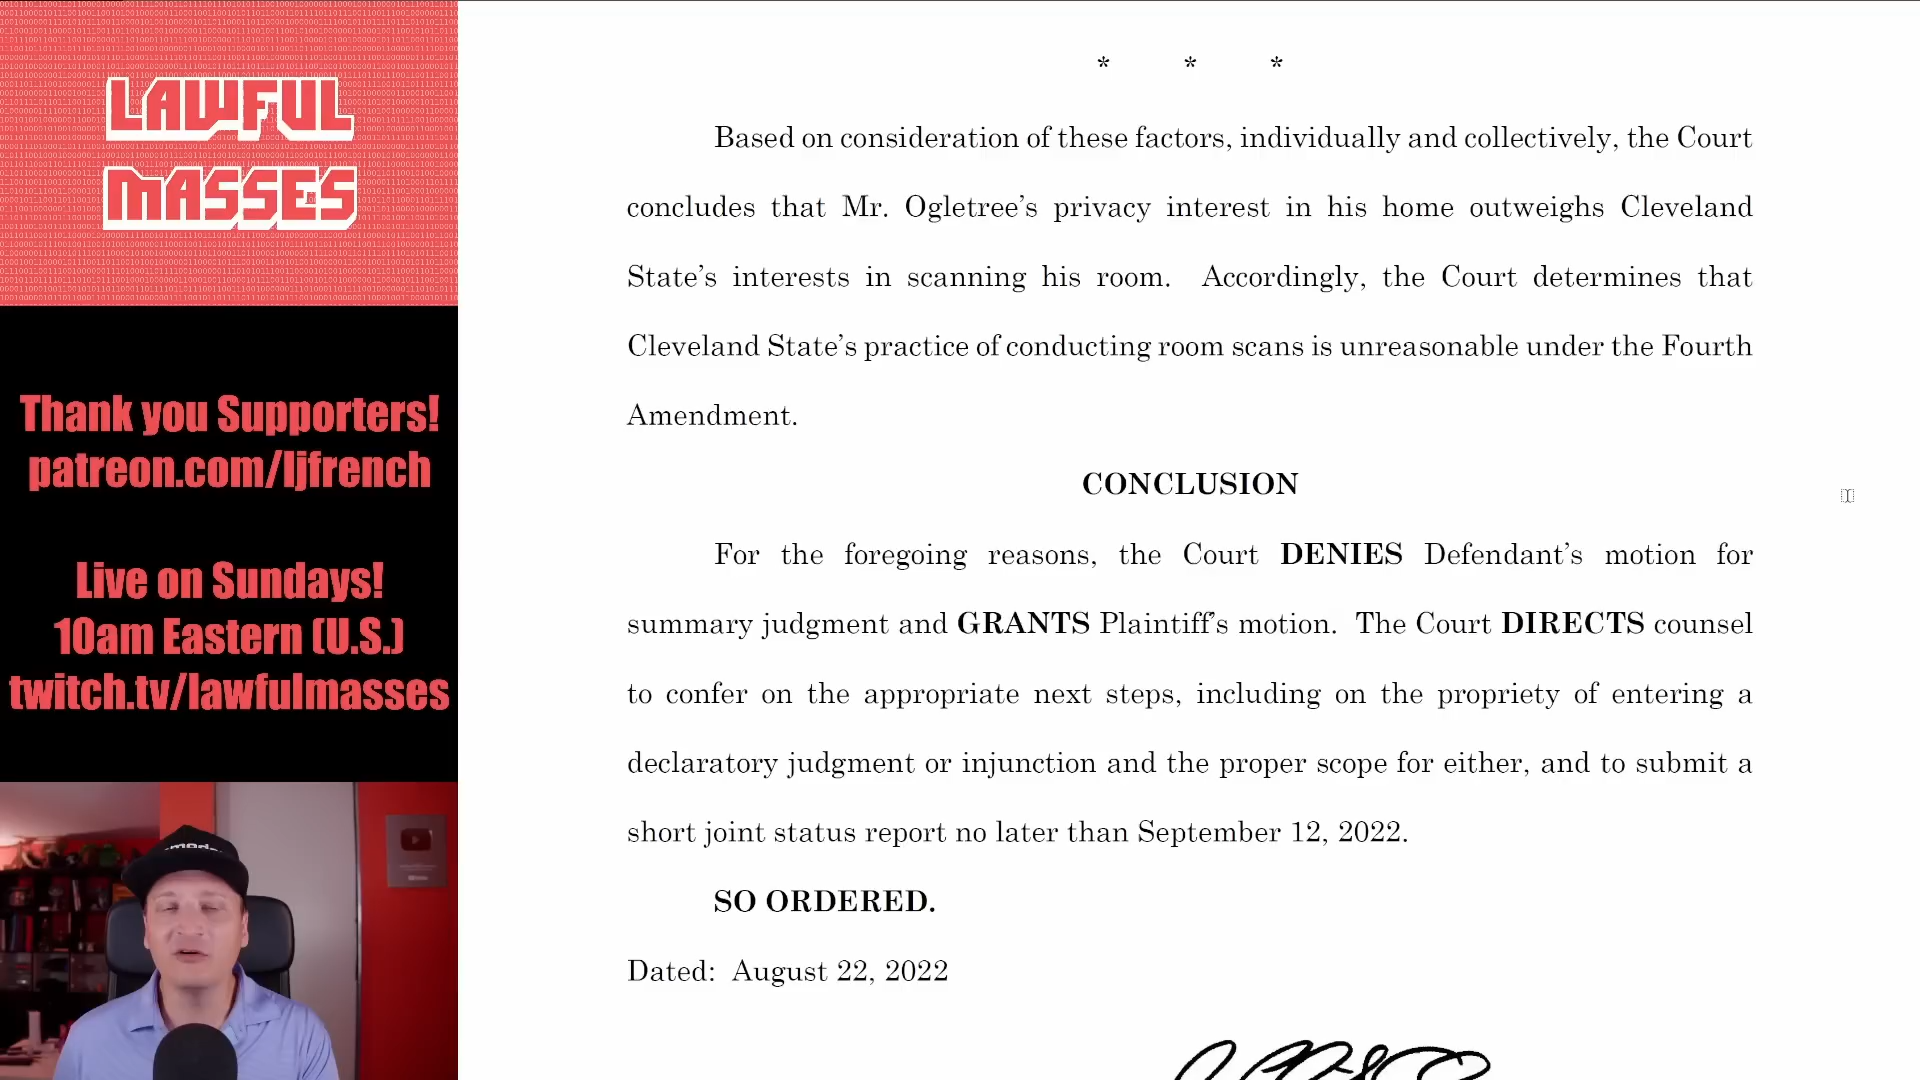 LAWFUL
MASSES
Thank you Supporters!
patreon.com/ljfrench
Live on Sundays!
10am Eastern (U.S.)
twitch.tv/lawfulmasses
* * *
Based on consideration of these factors, individually and collectively, the Court
concludes that Mr. Ogletree’s privacy interest in his home outweighs Cleveland
State’s interests in scanning his room. Accordingly, the Court determines that
Cleveland State’s practice of conducting room scans is unreasonable under the Fourth
Amendment.
CONCLUSION
For the foregoing reasons, the Court DENIES Defendant’s motion for
summary judgment and GRANTS Plaintiff’s motion. The Court DIRECTS counsel
to confer on the appropriate next steps, including on the propriety of entering a
declaratory judgment or injunction and the proper scope for either, and to submit a
short joint status report no later than September 12, 2022.
SO ORDERED.
Dated: August 22, 2022